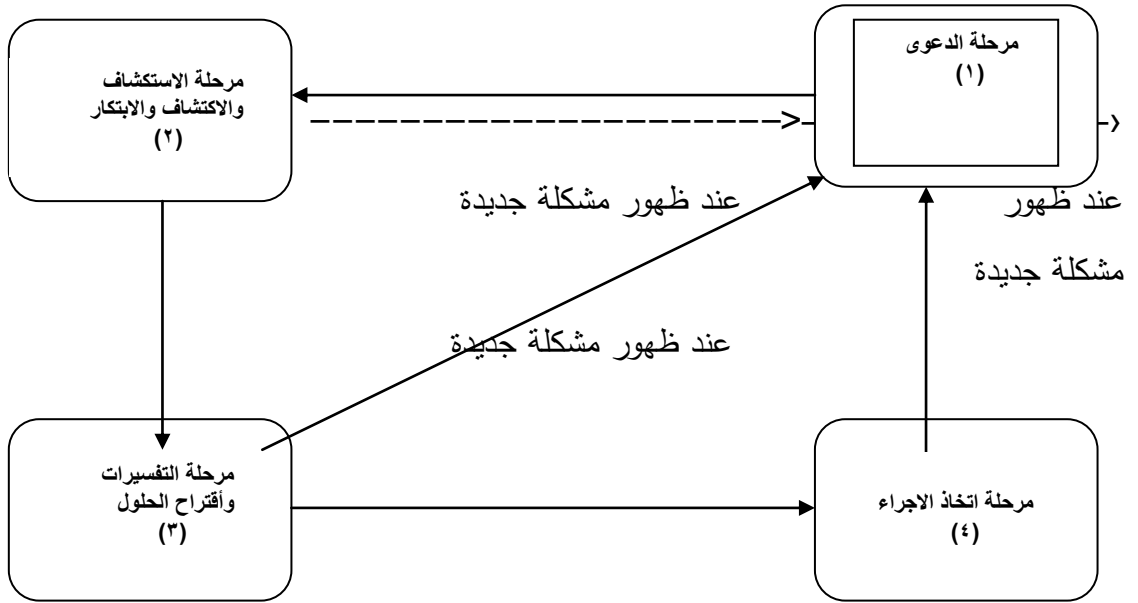 مرحلة الدعوى
(١)
مرحلة الاستكشاف
والاكتشاف والابتكار
(٢)
عند ظهور مشكلة جديدة
عند ظهور
مشكلة جديدة
عند ظهور مشكلة جديدة
مرحلة التفسيرات
وأقتراح الحلول
(٣)
مرحلة اتخاذ الاجراء
(٤)